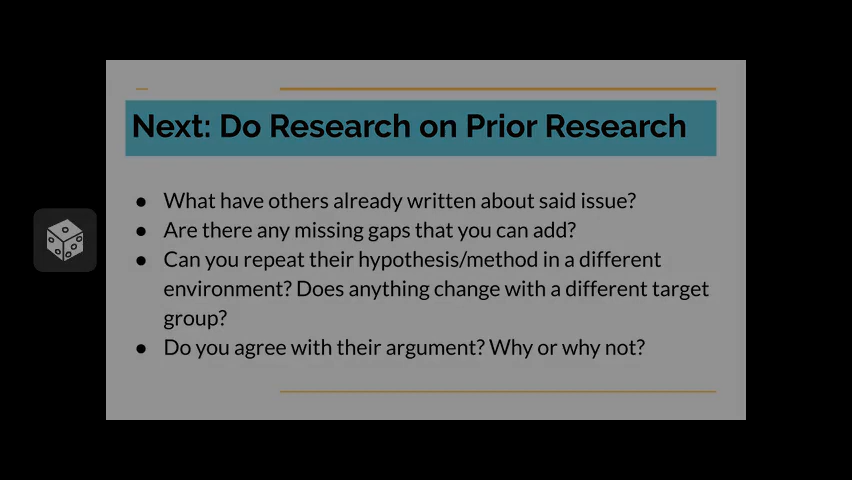 Next: Do Research on Prior Research
● What have others already written about said issue?
● Are there any missing gaps that you can add?
● Can you repeat their hypothesis/method in a different
environment? Does anything change with a different target
group?
● Do you agree with their argument? Why or why not?